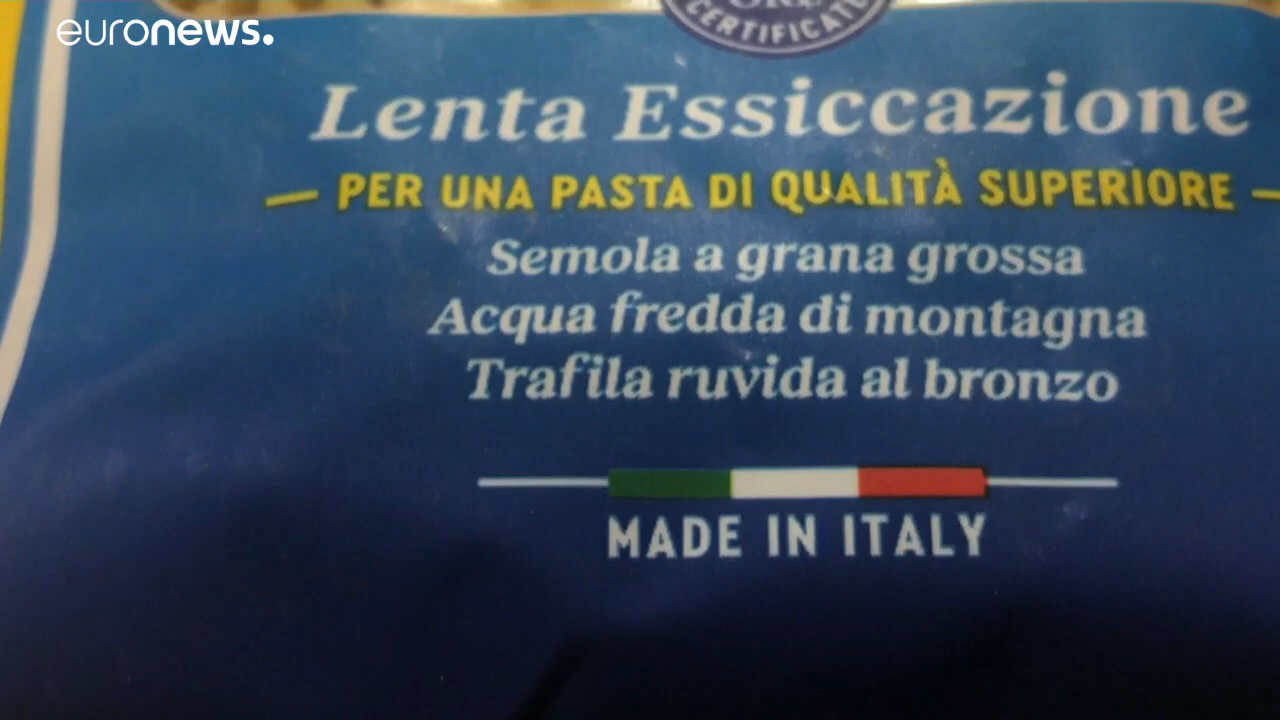 euronews.
CERTIFICATE
Lenta Essiccazione
PER UNA PASTA DI QUALITÀ SUPERIORE
Semola a grana grossa
Acqua fredda di montagna
Trafila ruvida al bronzo
MADE IN ITALY